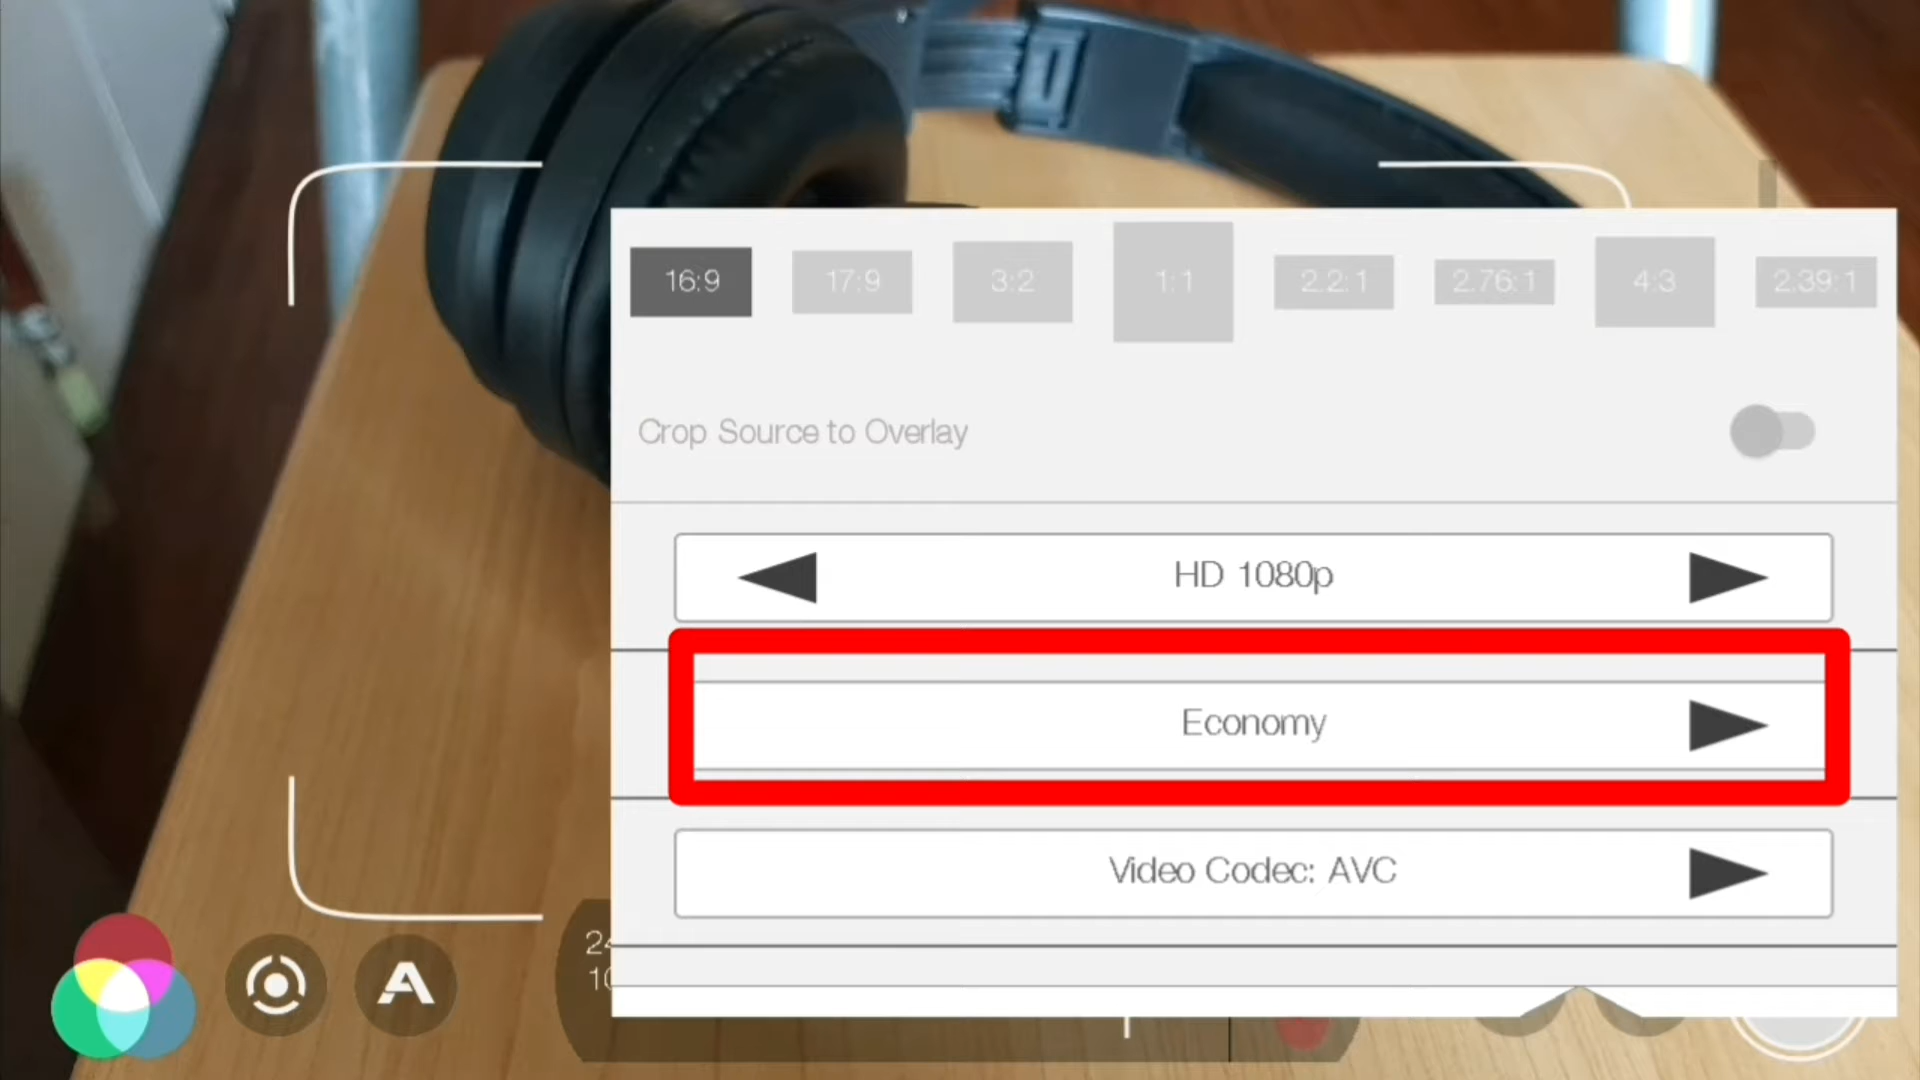 16:9 17:9 3:2 1:1 2.2:1 2.76:1 4:3 2.39:1
Crop Source to Overlay
HD 1080p
Economy
Video Codec: AVC
A